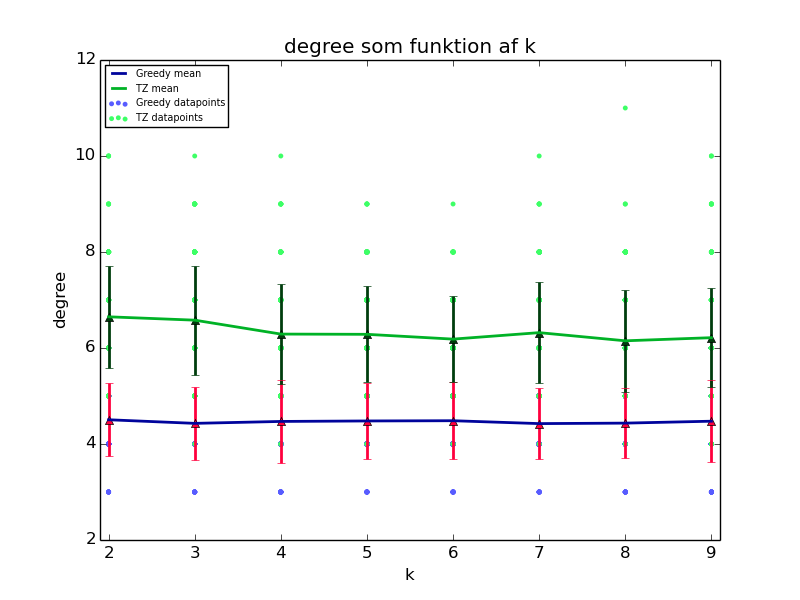 degree som funktion af k
Greedy mean
TZ mean
Greedy datapoints
TZ datapoints
12
10
8
6
4
2
degree
2 3 4 5 6 7 8 9
k